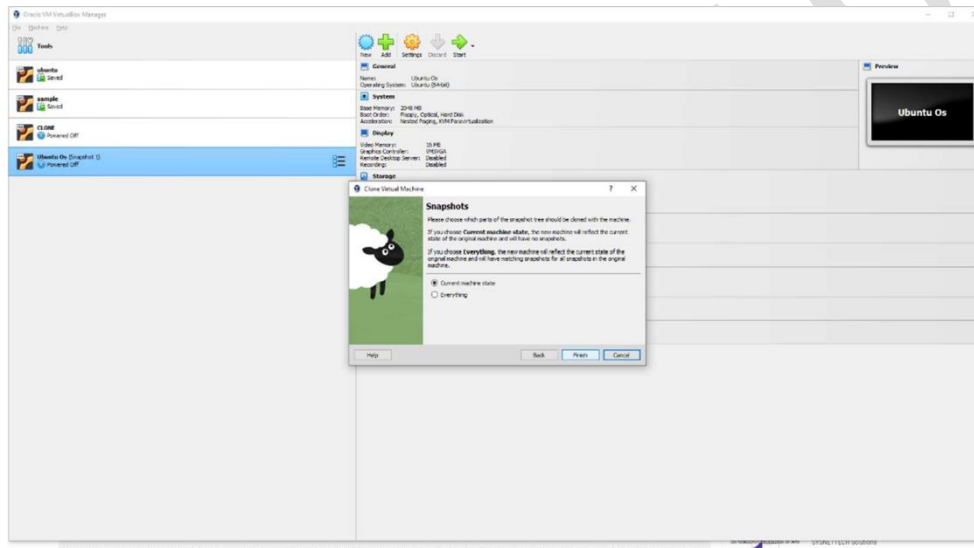 Oracle VM VirtualBox Manager
File Machine Help
Tools
ubuntu
Saved
sample
Saved
CLONE
Powered Off
Ubuntu Os (Snapshot 1)
Powered Off
New Add Settings Discard Start
General
Name: Ubuntu Os
Operating System: Ubuntu (64-bit)
System
Base Memory: 2048 MB
Boot Order: Floppy, Optical, Hard Disk
Acceleration: Nested Paging, KVM Paravirtualization
Display
Video Memory: 16 MB
Graphics Controller: VMSVGA
Remote Desktop Server: Disabled
Recording: Disabled
Storage
Preview
Ubuntu Os
Clone Virtual Machine ? X
Snapshots
Please choose which parts of the snapshot tree should be cloned with the machine.
If you choose Current machine state, the new machine will reflect the current
state of the original machine and will have no snapshots.
If you choose Everything, the new machine will reflect the current state of the
original machine and will have matching snapshots for all snapshots in the original
machine.
Current machine state
Everything
Help Back Finish Cancel